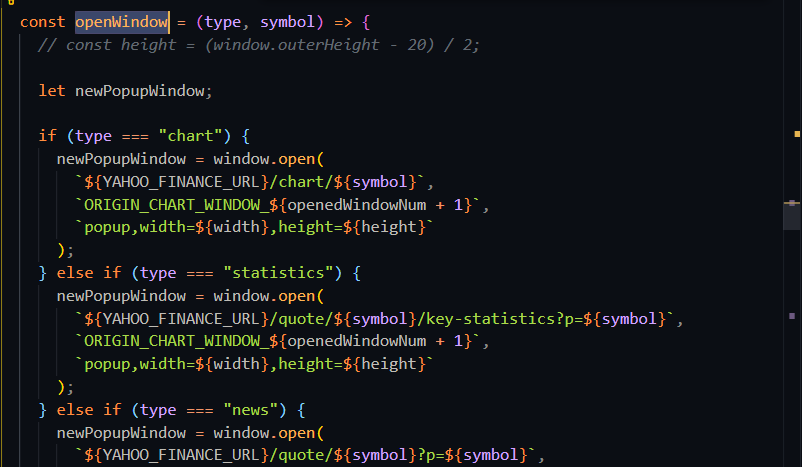 const openWindow = (type, symbol) => {
// const height = (window.outerHeight - 20) / 2;
let newPopupWindow;
if (type === "chart") {
newPopupWindow = window.open(
`${YAHOO_FINANCE_URL}/chart/${symbol}`,
`ORIGIN_CHART_WINDOW_${openedWindowNum + 1}`,
`popup,width=${width},height=${height}`
);
} else if (type === "statistics") {
newPopupWindow = window.open(
`${YAHOO_FINANCE_URL}/quote/${symbol}/key-statistics?p=${symbol}`,
`ORIGIN_CHART_WINDOW_${openedWindowNum + 1}`,
`popup,width=${width},height=${height}`
);
} else if (type === "news") {
newPopupWindow = window.open(
`${YAHOO_FINANCE_URL}/quote/${symbol}?p=${symbol}`,